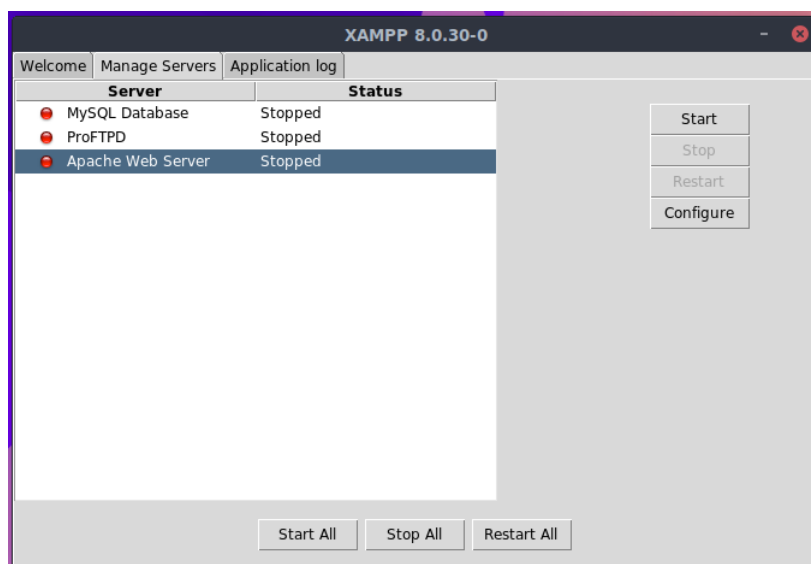 XAMPP 8.0.30-0
Welcome Manage Servers Application log
Server Status
MySQL Database Stopped
ProFTPD Stopped
Apache Web Server Stopped
Start
Stop
Restart
Configure
Start All Stop All Restart All